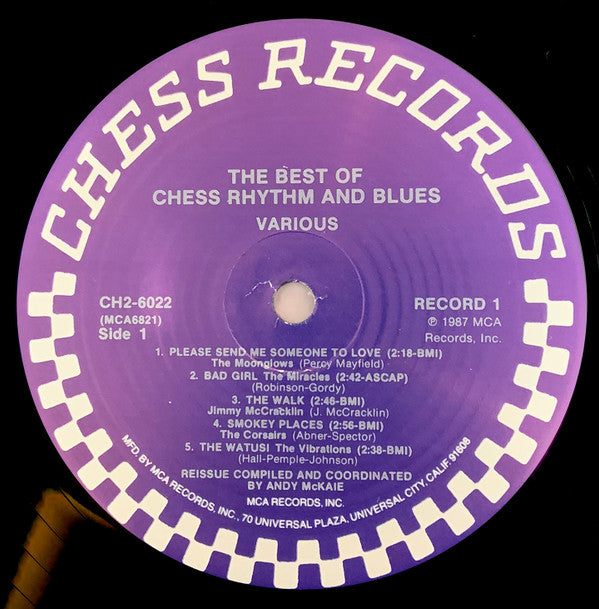 CHESS RECORDS
THE BEST OF
CHESS RHYTHM AND BLUES
VARIOUS
CH2-6022
(MCA6821)
Side 1
RECORD 1
℗ 1987 MCA
Records, Inc.
1. PLEASE SEND ME SOMEONE TO LOVE (2:18-BMI)
The Moonglows (Percy Mayfield)
2. BAD GIRL The Miracles (2:42-ASCAP)
(Robinson-Gordy)
3. THE WALK (2:46-BMI)
Jimmy McCracklin (J. McCracklin)
4. SMOKEY PLACES (2:56-BMI)
The Corsairs (Abner-Spector)
5. THE WATUSI The Vibrations (2:38-BMI)
(Hall-Pemple-Johnson)
REISSUE COMPILED AND COORDINATED
BY ANDY McKAIE
MCA RECORDS, INC.
MFD. BY MCA RECORDS, INC., 70 UNIVERSAL PLAZA, UNIVERSAL CITY, CALIF. 91608